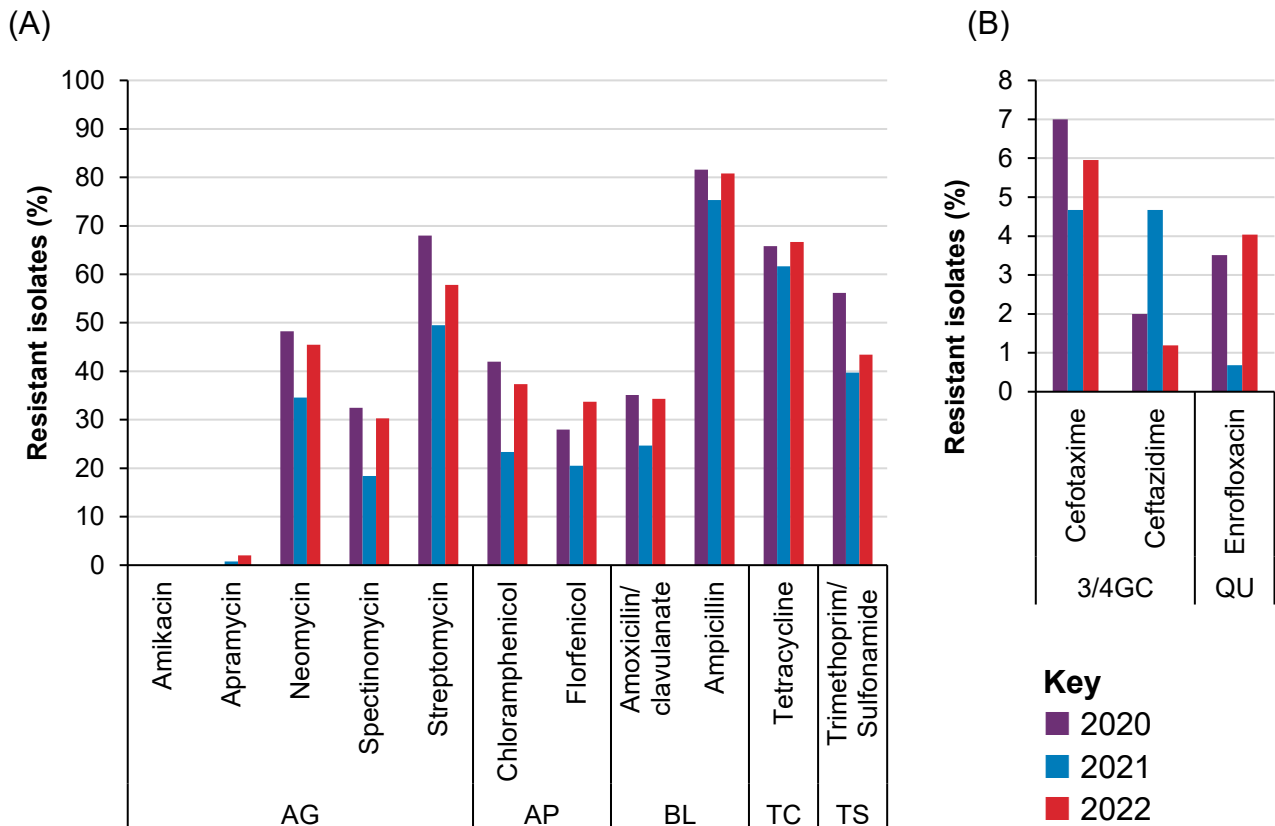 (A)
Resistant isolates (%)
100
90
80
70
60
50
40
30
20
10
0
Amikacin
Apramycin
Neomycin
Spectinomycin
Streptomycin
Chloramphenicol
Florfenicol
Amoxicilin/
clavulanate
Ampicillin
Tetracycline
Trimethoprim/
Sulfonamide
AG
AP
BL
TC
TS
(B)
Resistant isolates (%)
8
7
6
5
4
3
2
1
0
Cefotaxime
Ceftazidime
Enrofloxacin
3/4GC
QU
Key
2020
2021
2022